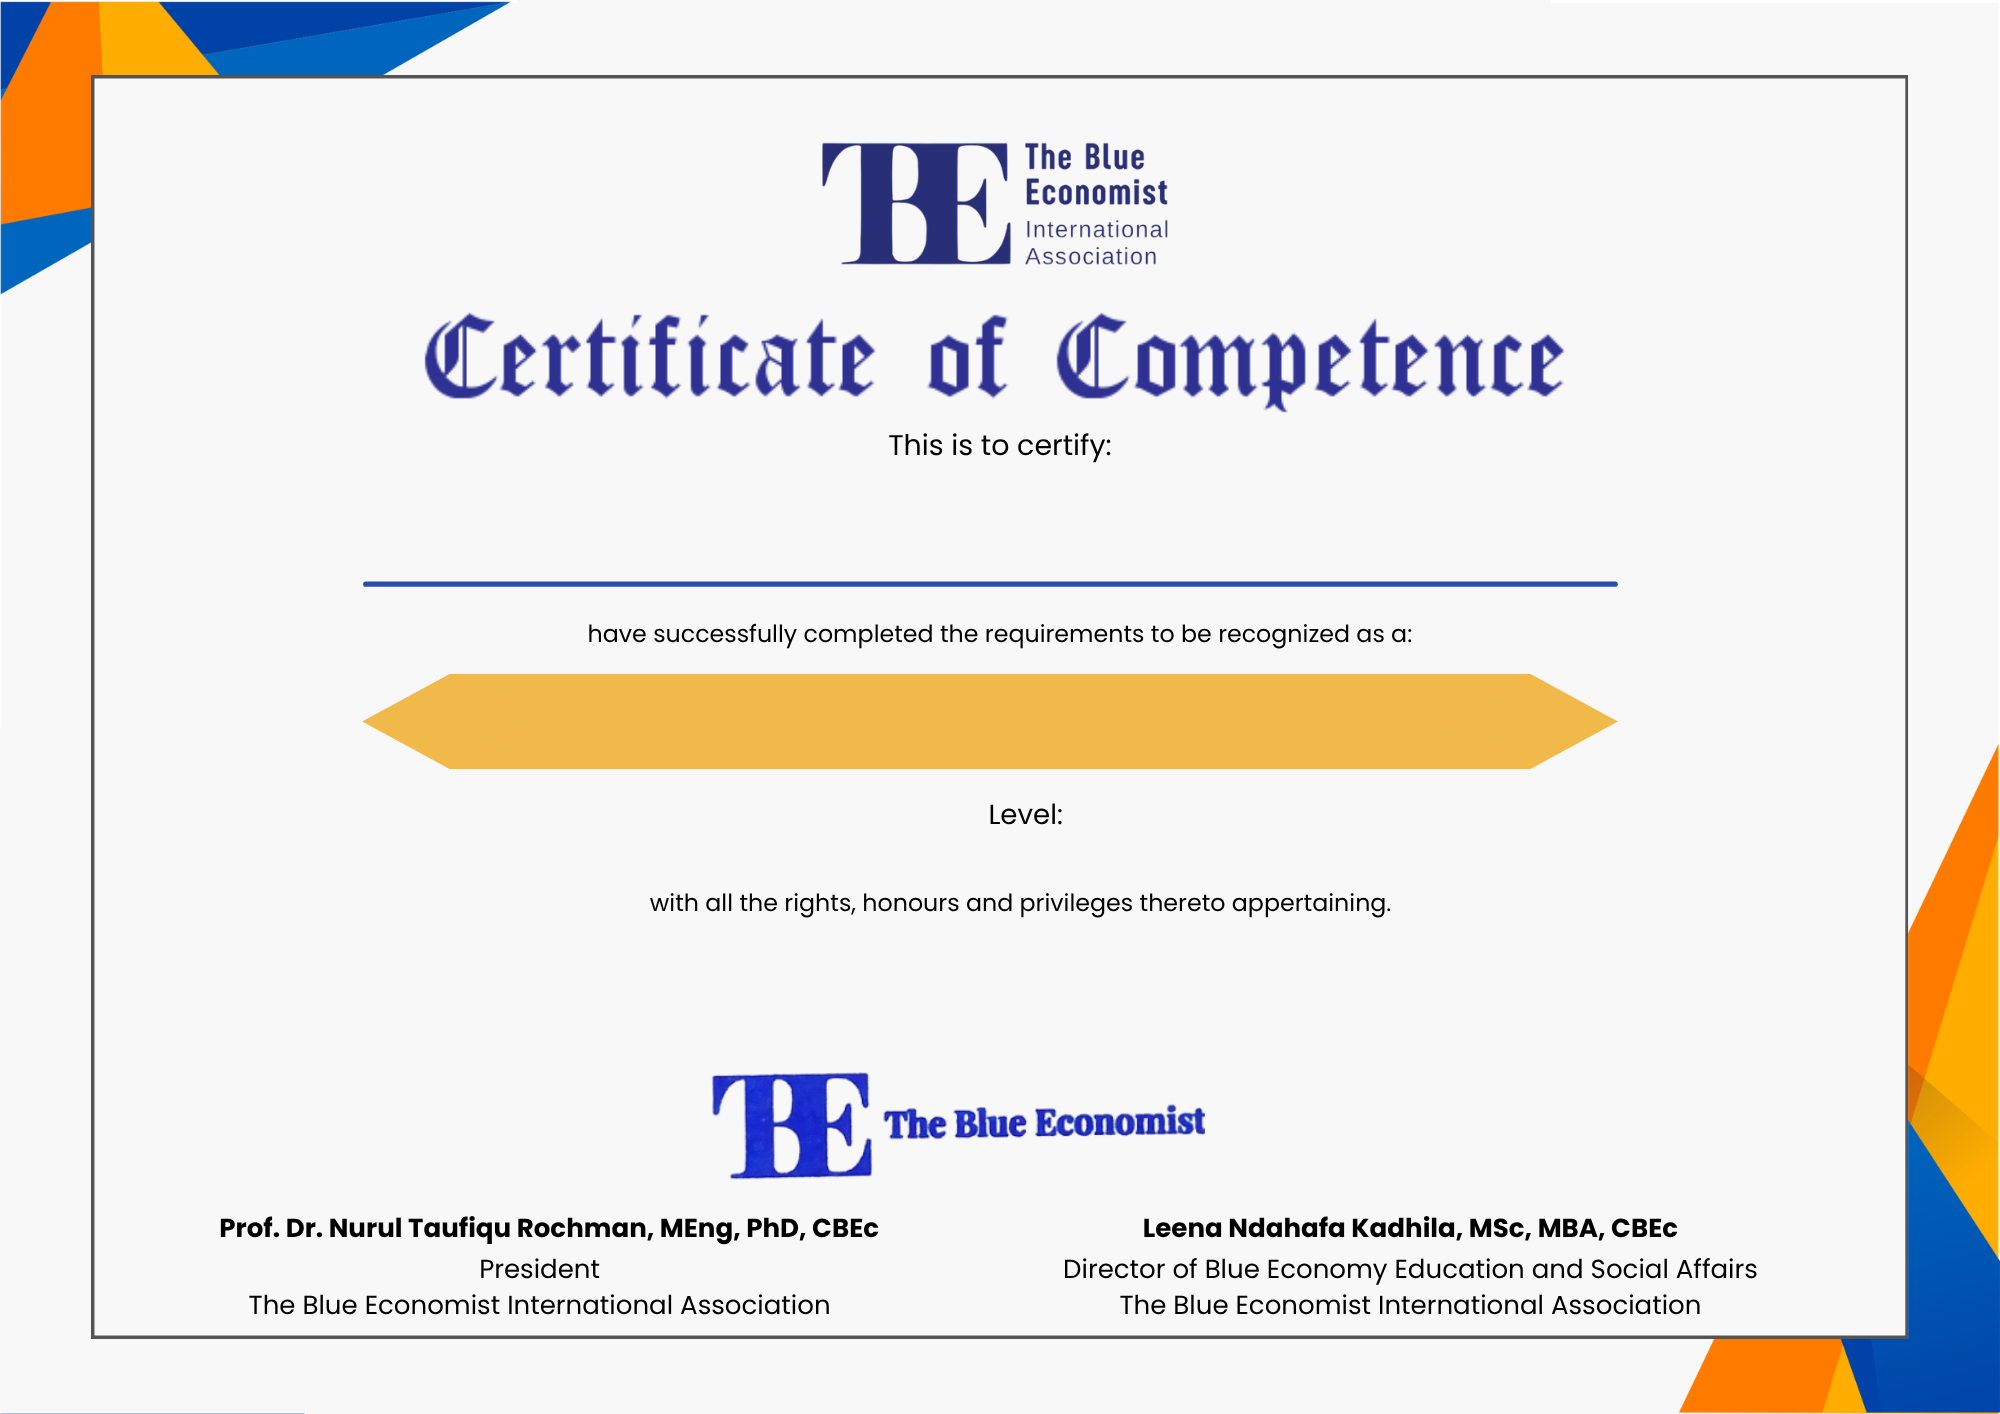 TBE
The Blue
Economist
International
Association
Certificate of Competence
This is to certify:
have successfully completed the requirements to be recognized as a:
Level:
with all the rights, honours and privileges thereto appertaining.
TBE The Blue Economist
Prof. Dr. Nurul Taufiqu Rochman, MEng, PhD, CBEc
President
The Blue Economist International Association
Leena Ndahafa Kadhila, MSc, MBA, CBEc
Director of Blue Economy Education and Social Affairs
The Blue Economist International Association